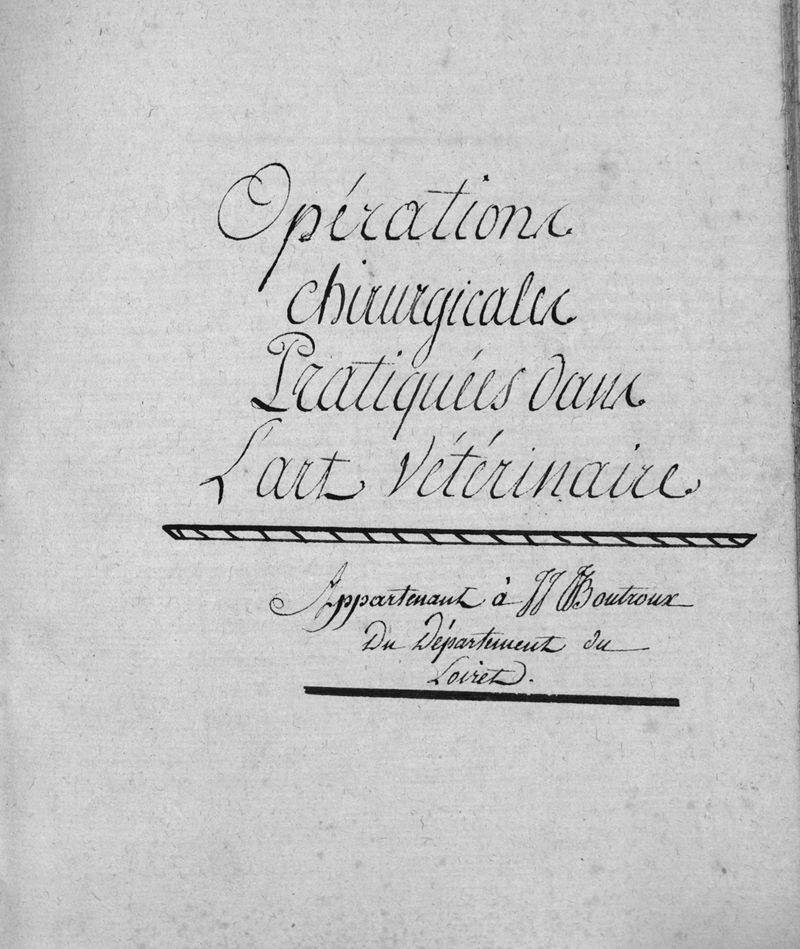 Opérations
chirurgicales
Pratiquées dans
L'art Vétérinaire
Appartenant à JJ Boutroux
Du Département du
Loiret.